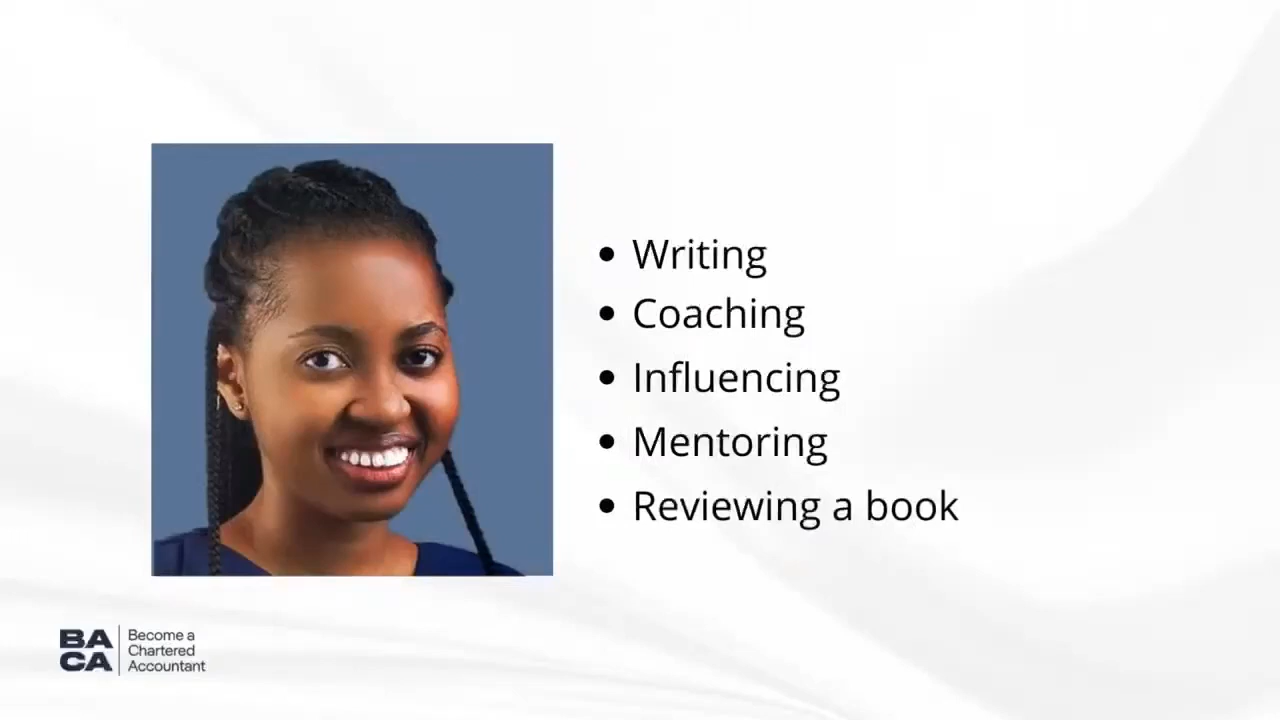 • Writing
• Coaching
• Influencing
• Mentoring
• Reviewing a book
BA
CA
Become a
Chartered
Accountant